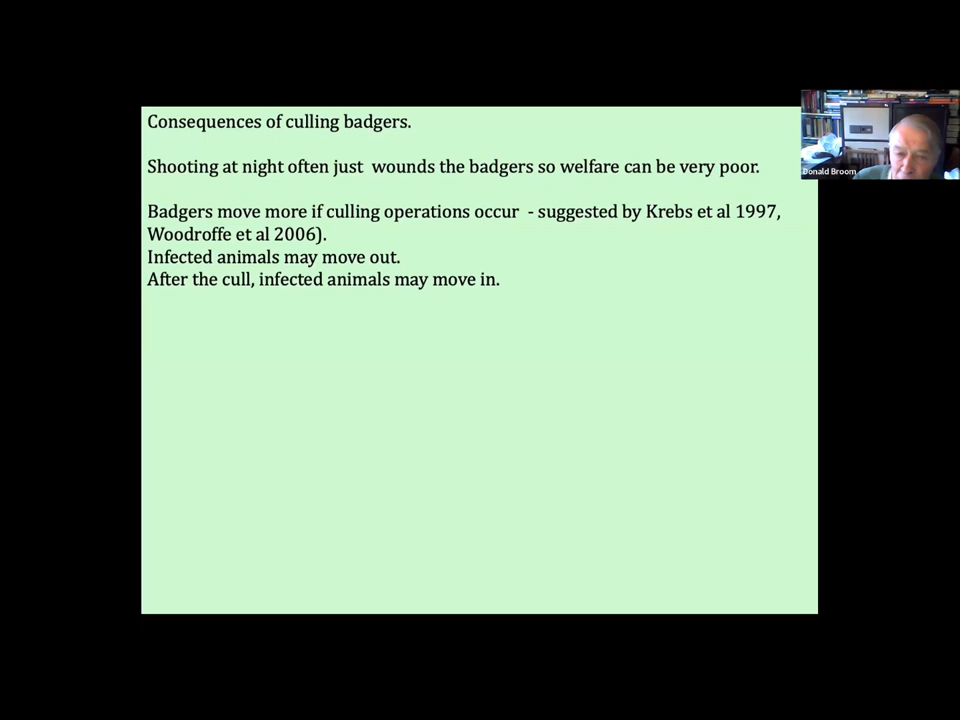 Consequences of culling badgers.
Shooting at night often just  wounds the badgers so welfare can be very poor.
Badgers move more if culling operations occur  - suggested by Krebs et al 1997,
Woodroffe et al 2006).
Infected animals may move out.
After the cull, infected animals may move in.
Donald Broom